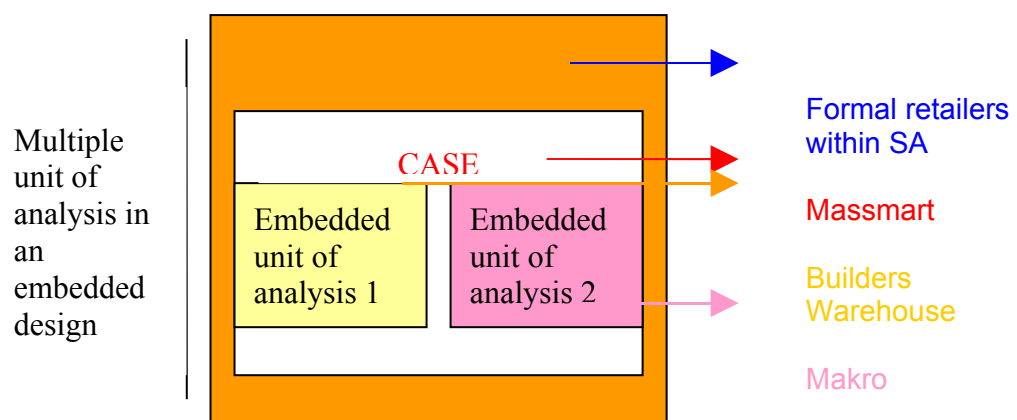 Multiple
unit of
analysis in
an
embedded
design
CASE
Embedded
unit of
analysis 1
Embedded
unit of
analysis 2
Formal retailers
within SA
Massmart
Builders
Warehouse
Makro